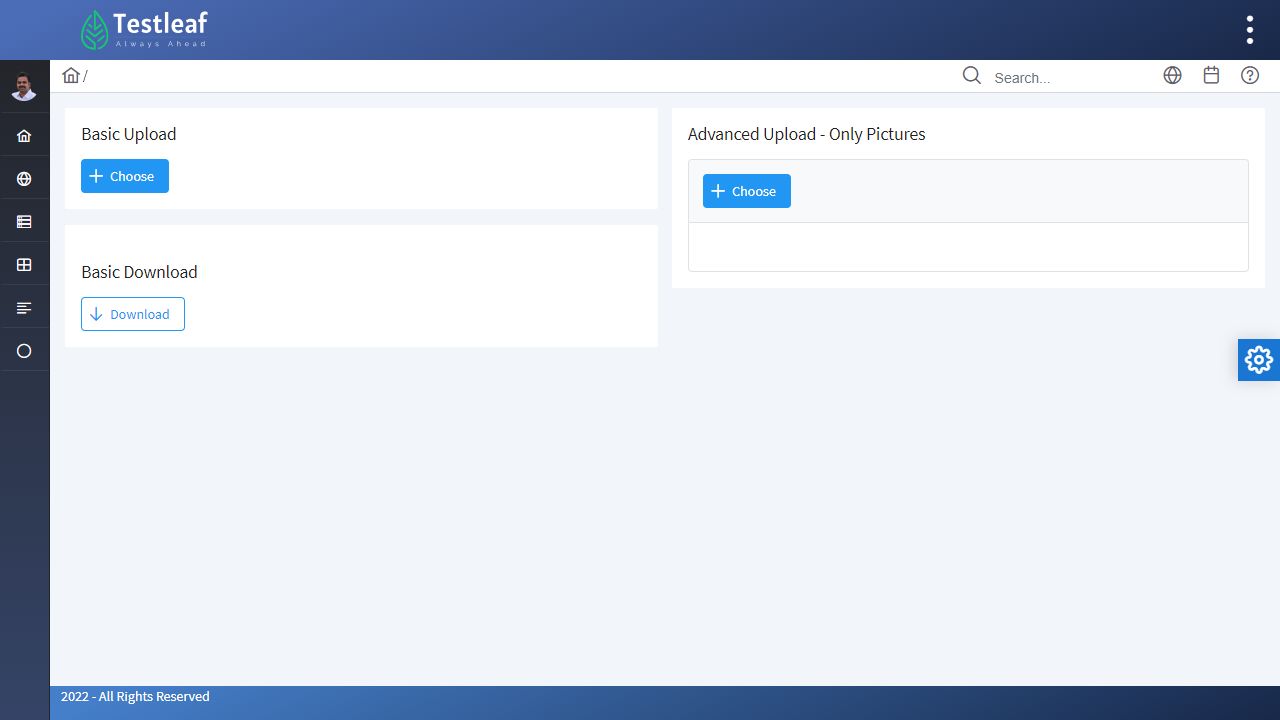 Testleaf
Always Ahead
/
Search...
Basic Upload
Choose
Basic Download
Download
Advanced Upload - Only Pictures
Choose
2022 - All Rights Reserved